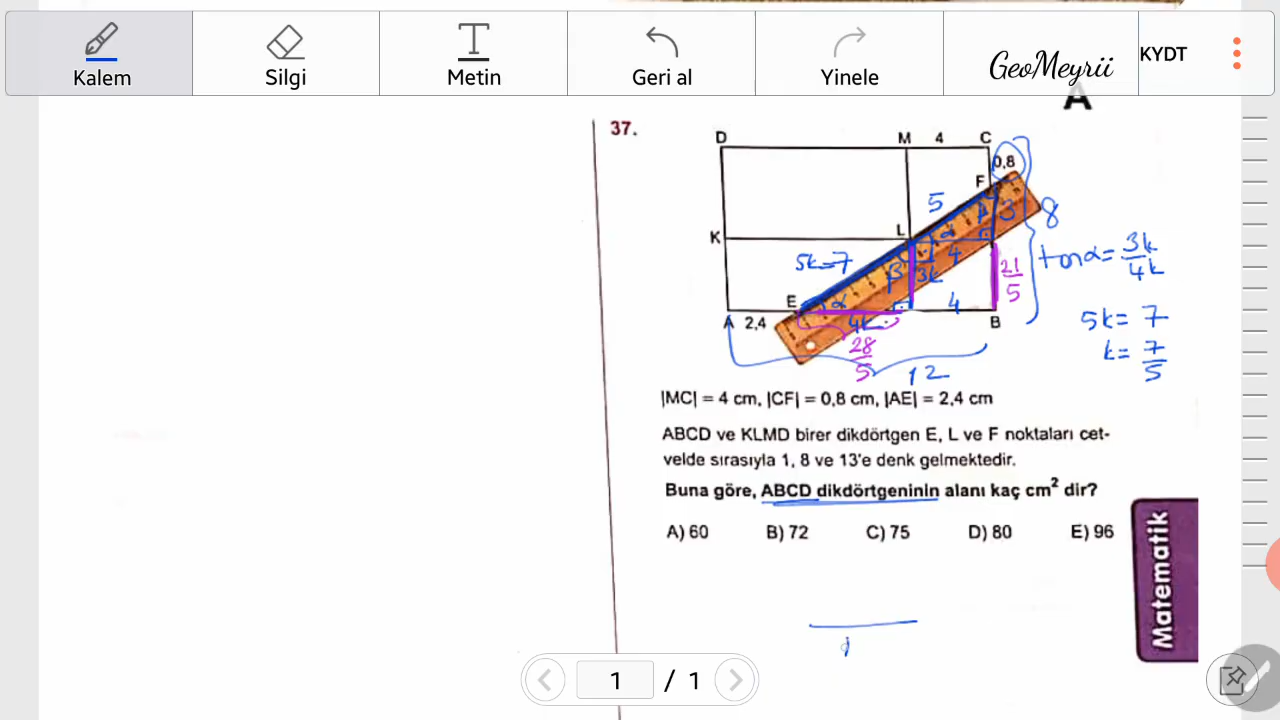 Kalem
Silgi
Metin
Geri al
Yinele
GeoMeyrii
KYDT
A
37.
D
M
4
C
0,8
F
5
3
8
K
L
α
4
5k=7
β
3k
tanα = 3k/4k
21/5
E
α
4k
4
A
2,4
B
28/5
12
5k = 7
k = 7/5
|MC| = 4 cm, |CF| = 0,8 cm, |AE| = 2,4 cm
ABCD ve KLMD birer dikdörtgen E, L ve F noktaları cet-
velde sırasıyla 1, 8 ve 13'e denk gelmektedir.
Buna göre, ABCD dikdörtgeninin alanı kaç cm² dir?
A) 60
B) 72
C) 75
D) 80
E) 96
Matematik
1 / 1